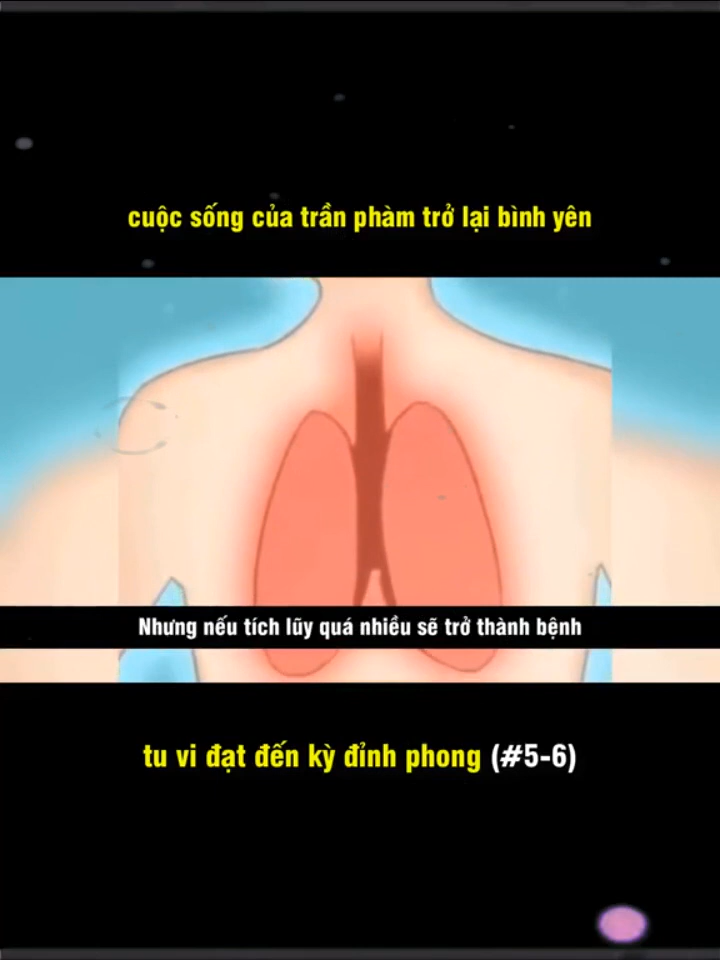 cuộc sống của trần phàm trở lại bình yên
Nhưng nếu tích lũy quá nhiều sẽ trở thành bệnh
tu vi đạt đến kỳ đỉnh phong (#5-6)